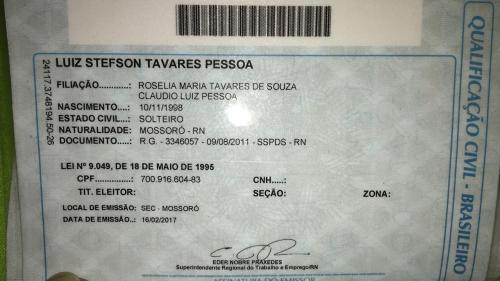 LUIZ STEFSON TAVARES PESSOA
FILIAÇÃO............: ROSELIA MARIA TAVARES DE SOUZA
CLAUDIO LUIZ PESSOA
NASCIMENTO....: 10/11/1998
ESTADO CIVIL...: SOLTEIRO
NATURALIDADE: MOSSORÓ - RN
DOCUMENTO....: R.G. - 3346057 - 09/08/2011 - SSPDS - RN
LEI Nº 9.049, DE 18 DE MAIO DE 1995
CPF..............: 700.916.604-83 CNH.....:
TIT. ELEITOR: SEÇÃO: ZONA:
LOCAL DE EMISSÃO: SEC - MOSSORÓ
DATA DE EMISSÃO..: 16/02/2017
EDER NOBRE PRAXEDES
Superintendente Regional do Trabalho e Emprego/RN
ASSINATURA DO EMISSOR
QUALIFICAÇÃO CIVIL - BRASILEIRO
24117.3748194.50-26